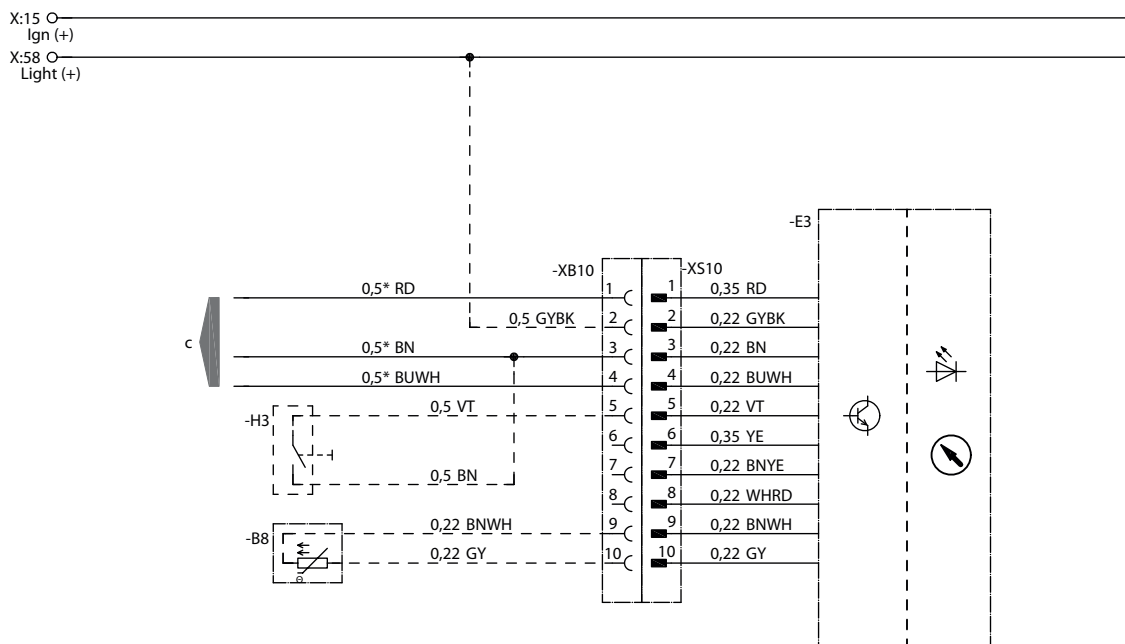 X:15
Ign (+)
X:58
Light (+)
-E3
-XB10
-XS10
0,5* RD
1
1
0,35 RD
0,5 GYBK
2
2
0,22 GYBK
c
0,5* BN
3
3
0,22 BN
0,5* BUWH
4
4
0,22 BUWH
-H3
0,5 VT
5
5
0,22 VT
6
6
0,35 YE
0,5 BN
7
7
0,22 BNYE
8
8
0,22 WHRD
-B8
0,22 BNWH
9
9
0,22 BNWH
0,22 GY
10
10
0,22 GY
Θ